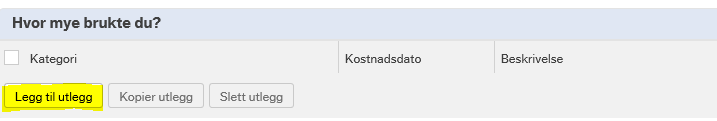 Hvor mye brukte du?
Kategori Kostnadsdato Beskrivelse
Legg til utlegg Kopier utlegg Slett utlegg